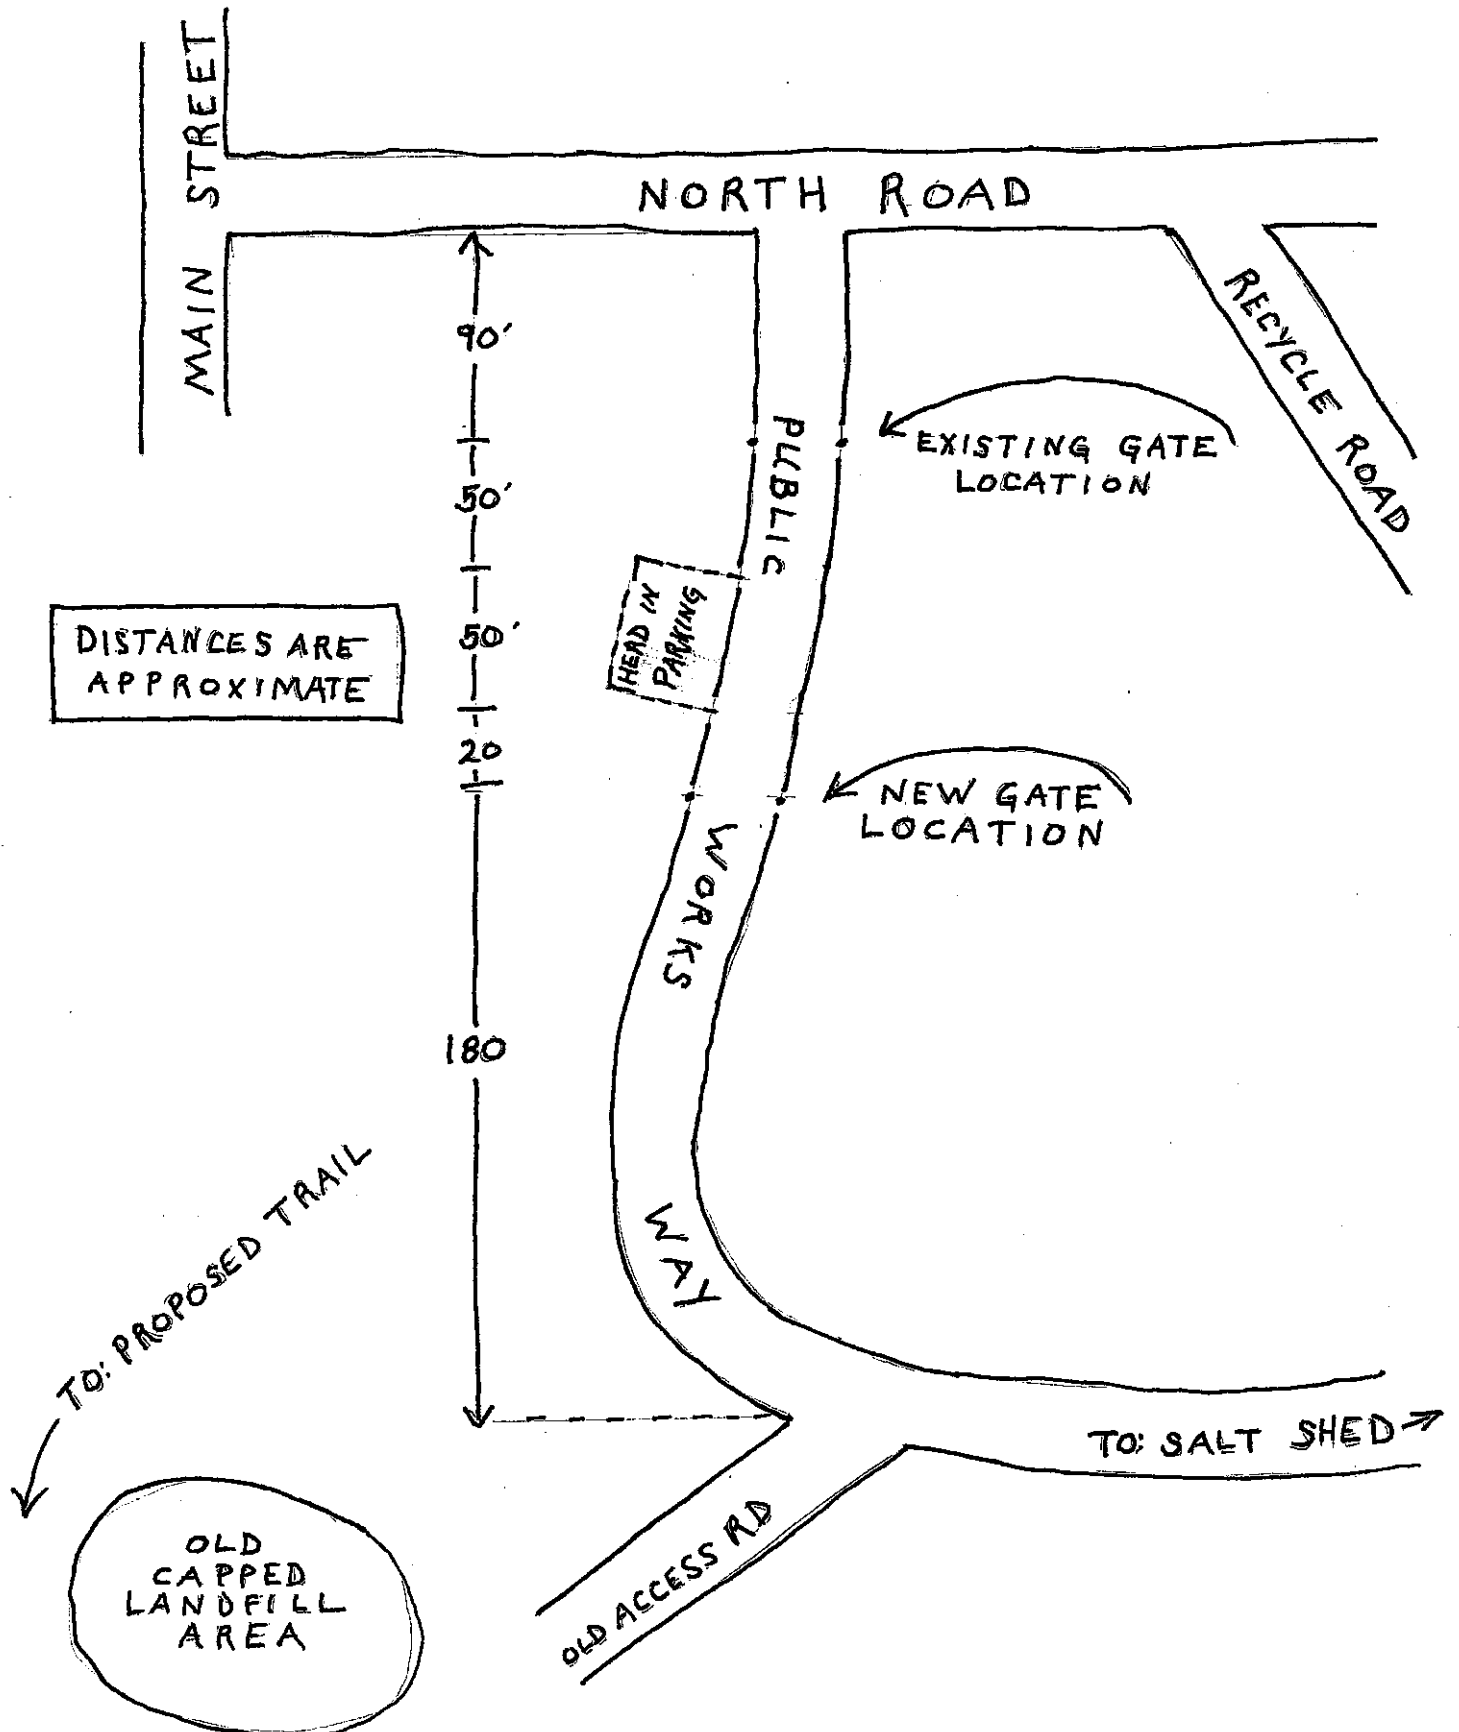 MAIN STREET
NORTH ROAD
RECYCLE ROAD
90'
PUBLIC
EXISTING GATE
LOCATION
50'
HEAD IN
PARKING
DISTANCES ARE
APPROXIMATE
50'
20
NEW GATE
LOCATION
WORKS
180
WAY
TO: PROPOSED TRAIL
TO: SALT SHED
OLD ACCESS RD
OLD
CAPPED
LANDFILL
AREA